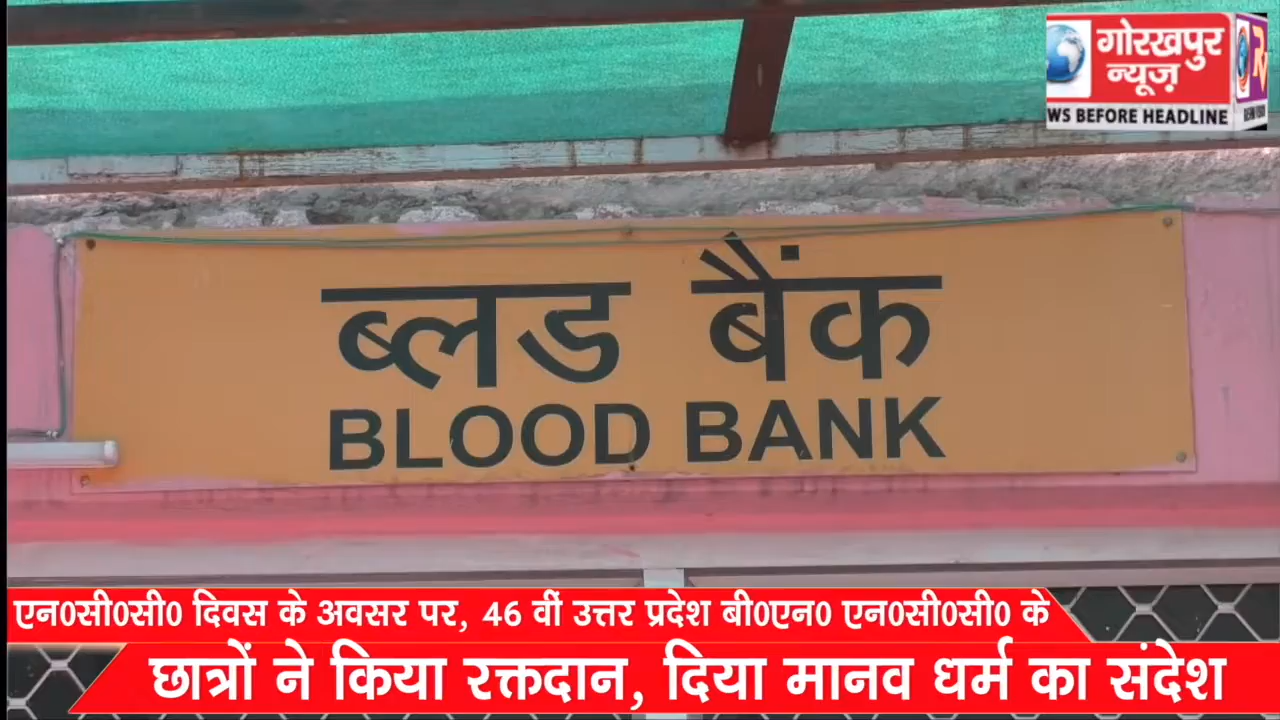 गोरखपुर
न्यूज़
WS BEFORE HEADLINE
ब्लड बैंक
BLOOD BANK
एन0सी0सी0 दिवस के अवसर पर, 46 वीं उत्तर प्रदेश बी0एन0 एन0सी0सी0 के
छात्रों ने किया रक्तदान, दिया मानव धर्म का संदेश